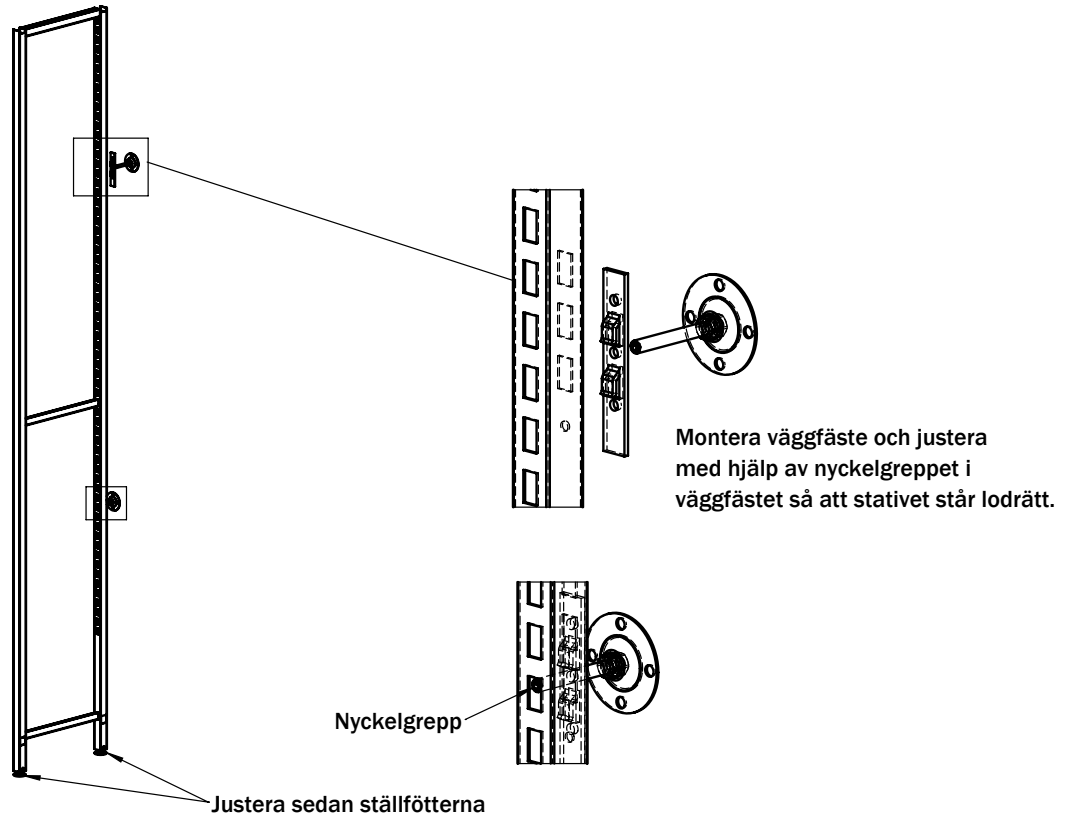 Montera väggfäste och justera
med hjälp av nyckelgreppet i
väggfästet så att stativet står lodrätt.
Nyckelgrepp
Justera sedan ställfötterna